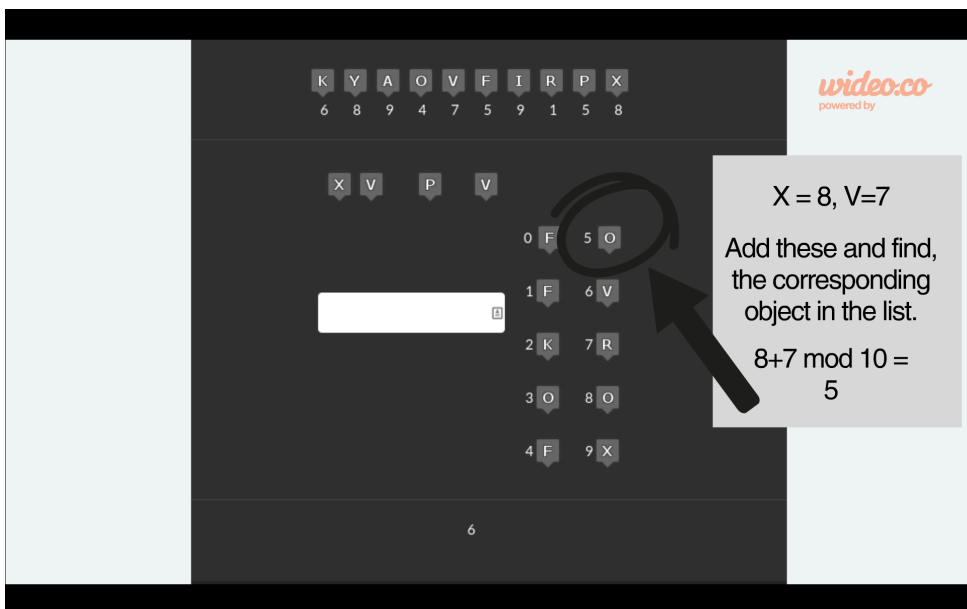 K Y A O V F I R P X
6 8 9 4 7 5 9 1 5 8
wideo.co
powered by
X V P V
X = 8, V=7
Add these and find,
the corresponding
object in the list.
8+7 mod 10 =
5
0 F 5 O
1 F 6 V
2 K 7 R
3 O 8 O
4 F 9 X
6